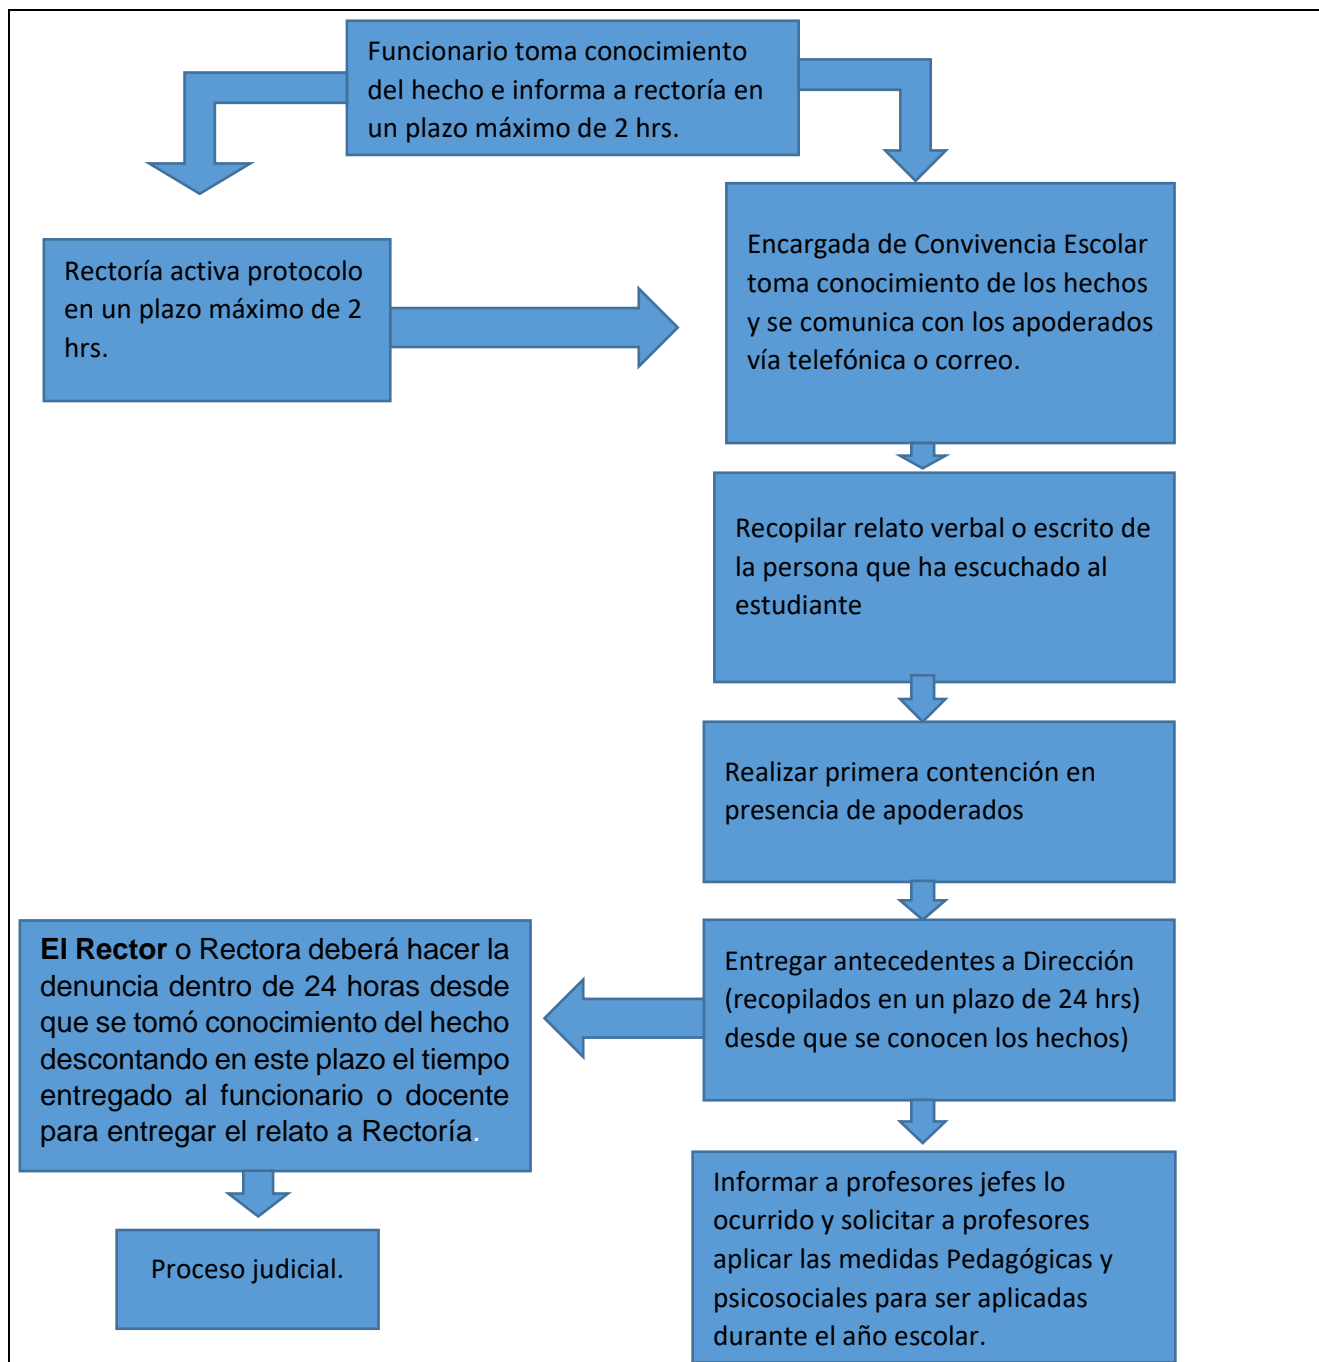 Funcionario toma conocimiento
del hecho e informa a rectoría en
un plazo máximo de 2 hrs.
Rectoría activa protocolo
en un plazo máximo de 2
hrs.
Encargada de Convivencia Escolar
toma conocimiento de los hechos
y se comunica con los apoderados
vía telefónica o correo.
Recopilar relato verbal o escrito de
la persona que ha escuchado al
estudiante
Realizar primera contención en
presencia de apoderados
Entregar antecedentes a Dirección
(recopilados en un plazo de 24 hrs)
desde que se conocen los hechos)
El Rector o Rectora deberá hacer la
denuncia dentro de 24 horas desde
que se tomó conocimiento del hecho
descontando en este plazo el tiempo
entregado al funcionario o docente
para entregar el relato a Rectoría.
Proceso judicial.
Informar a profesores jefes lo
ocurrido y solicitar a profesores
aplicar las medidas Pedagógicas y
psicosociales para ser aplicadas
durante el año escolar.